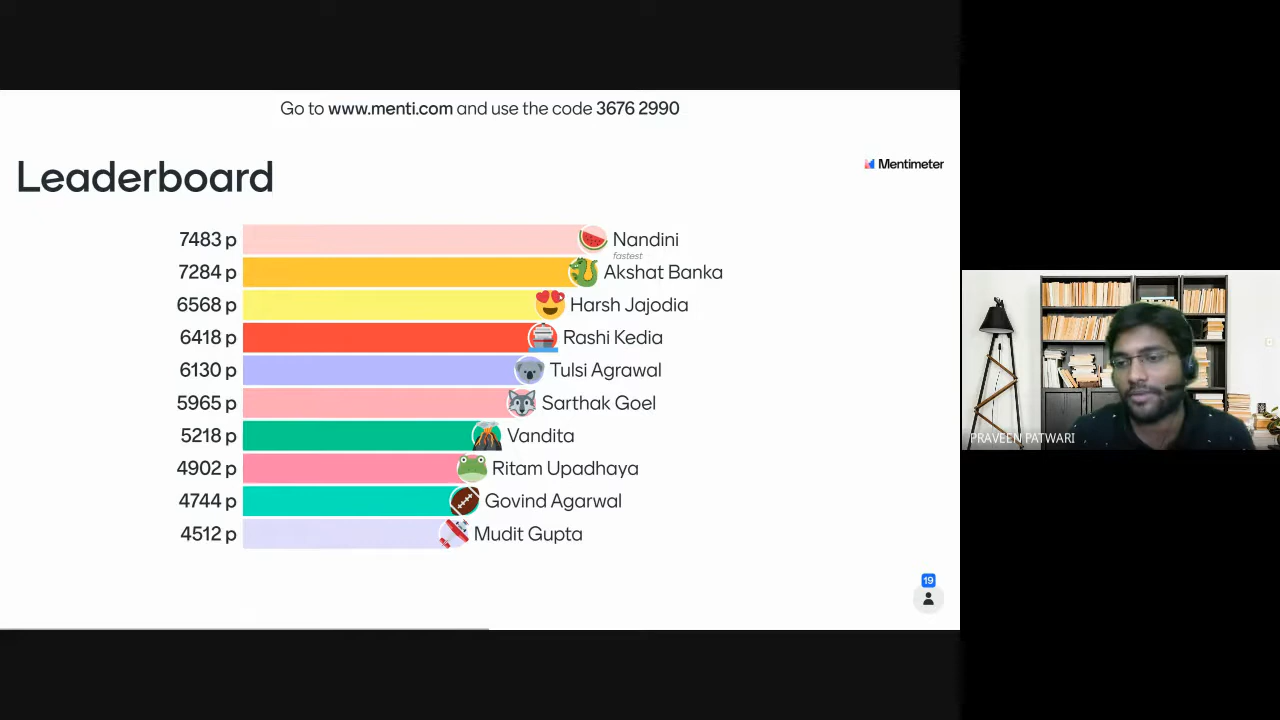 Go to www.menti.com and use the code 3676 2990
Leaderboard
Mentimeter
7483 p Nandini
fastest
7284 p Akshat Banka
6568 p Harsh Jajodia
6418 p Rashi Kedia
6130 p Tulsi Agrawal
5965 p Sarthak Goel
5218 p Vandita
4902 p Ritam Upadhaya
4744 p Govind Agarwal
4512 p Mudit Gupta
19
PRAVEEN PATWARI